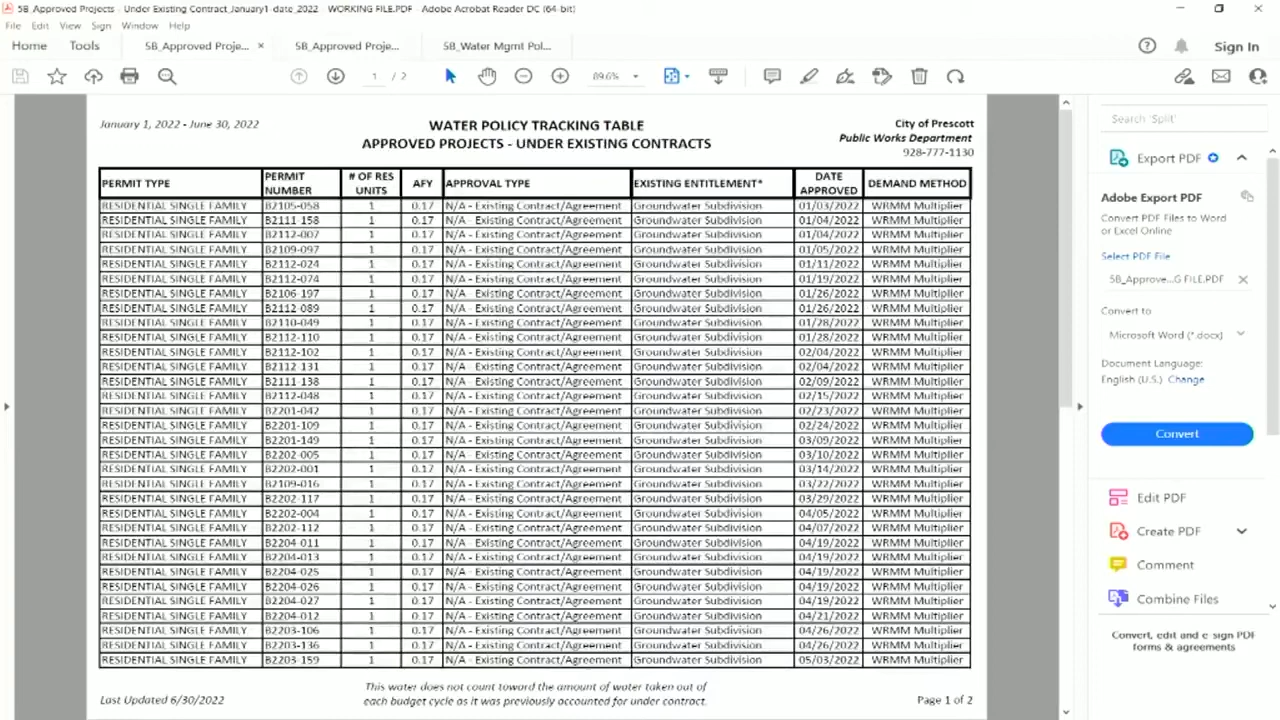 5B_Approved Projects - Under Existing Contract_January1-date_2022 - WORKING FILE.PDF - Adobe Acrobat Reader DC (64-bit)
File Edit View Sign Window Help
Home Tools 5B_Approved Proje... × 5B_Approved Proje... 5B_Water Mgmt Pol... Sign In
1 / 2 89.6%
January 1, 2022 - June 30, 2022
WATER POLICY TRACKING TABLE
APPROVED PROJECTS - UNDER EXISTING CONTRACTS
City of Prescott
Public Works Department
928-777-1130
PERMIT TYPE PERMIT NUMBER # OF RES UNITS AFY APPROVAL TYPE EXISTING ENTITLEMENT* DATE APPROVED DEMAND METHOD
RESIDENTIAL SINGLE FAMILY B2105-058 1 0.17 N/A - Existing Contract/Agreement Groundwater Subdivision 01/03/2022 WRMM Multiplier
RESIDENTIAL SINGLE FAMILY B2111-158 1 0.17 N/A - Existing Contract/Agreement Groundwater Subdivision 01/04/2022 WRMM Multiplier
RESIDENTIAL SINGLE FAMILY B2112-007 1 0.17 N/A - Existing Contract/Agreement Groundwater Subdivision 01/04/2022 WRMM Multiplier
RESIDENTIAL SINGLE FAMILY B2109-097 1 0.17 N/A - Existing Contract/Agreement Groundwater Subdivision 01/05/2022 WRMM Multiplier
RESIDENTIAL SINGLE FAMILY B2112-024 1 0.17 N/A - Existing Contract/Agreement Groundwater Subdivision 01/11/2022 WRMM Multiplier
RESIDENTIAL SINGLE FAMILY B2112-074 1 0.17 N/A - Existing Contract/Agreement Groundwater Subdivision 01/19/2022 WRMM Multiplier
RESIDENTIAL SINGLE FAMILY B2106-197 1 0.17 N/A - Existing Contract/Agreement Groundwater Subdivision 01/26/2022 WRMM Multiplier
RESIDENTIAL SINGLE FAMILY B2112-089 1 0.17 N/A - Existing Contract/Agreement Groundwater Subdivision 01/26/2022 WRMM Multiplier
RESIDENTIAL SINGLE FAMILY B2110-049 1 0.17 N/A - Existing Contract/Agreement Groundwater Subdivision 01/28/2022 WRMM Multiplier
RESIDENTIAL SINGLE FAMILY B2112-110 1 0.17 N/A - Existing Contract/Agreement Groundwater Subdivision 01/28/2022 WRMM Multiplier
RESIDENTIAL SINGLE FAMILY B2112-102 1 0.17 N/A - Existing Contract/Agreement Groundwater Subdivision 02/04/2022 WRMM Multiplier
RESIDENTIAL SINGLE FAMILY B2112-131 1 0.17 N/A - Existing Contract/Agreement Groundwater Subdivision 02/04/2022 WRMM Multiplier
RESIDENTIAL SINGLE FAMILY B2111-138 1 0.17 N/A - Existing Contract/Agreement Groundwater Subdivision 02/09/2022 WRMM Multiplier
RESIDENTIAL SINGLE FAMILY B2112-048 1 0.17 N/A - Existing Contract/Agreement Groundwater Subdivision 02/15/2022 WRMM Multiplier
RESIDENTIAL SINGLE FAMILY B2201-042 1 0.17 N/A - Existing Contract/Agreement Groundwater Subdivision 02/23/2022 WRMM Multiplier
RESIDENTIAL SINGLE FAMILY B2201-109 1 0.17 N/A - Existing Contract/Agreement Groundwater Subdivision 02/24/2022 WRMM Multiplier
RESIDENTIAL SINGLE FAMILY B2201-149 1 0.17 N/A - Existing Contract/Agreement Groundwater Subdivision 03/09/2022 WRMM Multiplier
RESIDENTIAL SINGLE FAMILY B2202-005 1 0.17 N/A - Existing Contract/Agreement Groundwater Subdivision 03/10/2022 WRMM Multiplier
RESIDENTIAL SINGLE FAMILY B2202-001 1 0.17 N/A - Existing Contract/Agreement Groundwater Subdivision 03/14/2022 WRMM Multiplier
RESIDENTIAL SINGLE FAMILY B2109-016 1 0.17 N/A - Existing Contract/Agreement Groundwater Subdivision 03/22/2022 WRMM Multiplier
RESIDENTIAL SINGLE FAMILY B2202-117 1 0.17 N/A - Existing Contract/Agreement Groundwater Subdivision 03/29/2022 WRMM Multiplier
RESIDENTIAL SINGLE FAMILY B2202-004 1 0.17 N/A - Existing Contract/Agreement Groundwater Subdivision 04/05/2022 WRMM Multiplier
RESIDENTIAL SINGLE FAMILY B2202-112 1 0.17 N/A - Existing Contract/Agreement Groundwater Subdivision 04/07/2022 WRMM Multiplier
RESIDENTIAL SINGLE FAMILY B2204-011 1 0.17 N/A - Existing Contract/Agreement Groundwater Subdivision 04/19/2022 WRMM Multiplier
RESIDENTIAL SINGLE FAMILY B2204-013 1 0.17 N/A - Existing Contract/Agreement Groundwater Subdivision 04/19/2022 WRMM Multiplier
RESIDENTIAL SINGLE FAMILY B2204-025 1 0.17 N/A - Existing Contract/Agreement Groundwater Subdivision 04/19/2022 WRMM Multiplier
RESIDENTIAL SINGLE FAMILY B2204-026 1 0.17 N/A - Existing Contract/Agreement Groundwater Subdivision 04/19/2022 WRMM Multiplier
RESIDENTIAL SINGLE FAMILY B2204-027 1 0.17 N/A - Existing Contract/Agreement Groundwater Subdivision 04/19/2022 WRMM Multiplier
RESIDENTIAL SINGLE FAMILY B2204-012 1 0.17 N/A - Existing Contract/Agreement Groundwater Subdivision 04/21/2022 WRMM Multiplier
RESIDENTIAL SINGLE FAMILY B2203-106 1 0.17 N/A - Existing Contract/Agreement Groundwater Subdivision 04/26/2022 WRMM Multiplier
RESIDENTIAL SINGLE FAMILY B2203-136 1 0.17 N/A - Existing Contract/Agreement Groundwater Subdivision 04/26/2022 WRMM Multiplier
RESIDENTIAL SINGLE FAMILY B2203-159 1 0.17 N/A - Existing Contract/Agreement Groundwater Subdivision 05/03/2022 WRMM Multiplier
Last Updated 6/30/2022
This water does not count toward the amount of water taken out of
each budget cycle as it was previously accounted for under contract.
Page 1 of 2
Search 'Split'
Export PDF
Adobe Export PDF
Convert PDF Files to Word
or Excel Online
Select PDF File
5B_Approve...G FILE.PDF
Convert to
Microsoft Word (*.docx)
Document Language:
English (U.S.) Change
Convert
Edit PDF
Create PDF
Comment
Combine Files
Convert, edit and e-sign PDF
forms & agreements